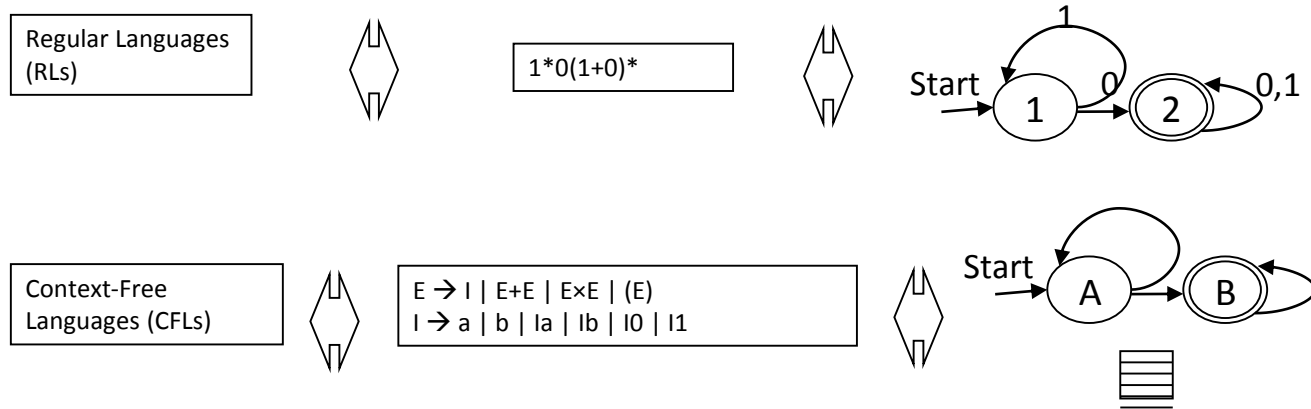 Regular Languages
(RLs)
1*0(1+0)*
1
Start
1
0
2
0,1
Context-Free
Languages (CFLs)
E → I | E+E | E×E | (E)
I → a | b | Ia | Ib | I0 | I1
Start
A
B